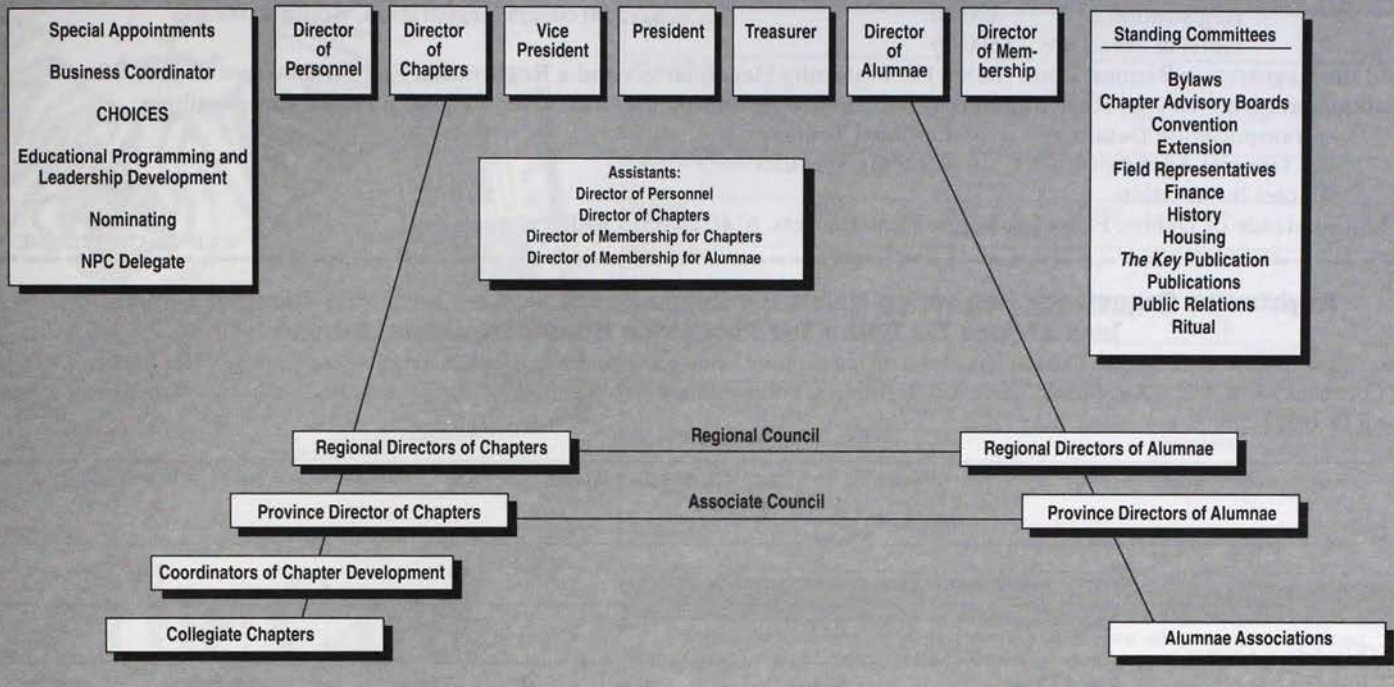 Special Appointments
Business Coordinator
CHOICES
Educational Programming and
Leadership Development
Nominating
NPC Delegate
Director
of
Personnel
Director
of
Chapters
Vice
President
President
Treasurer
Director
of
Alumnae
Director
of Mem-
bership
Standing Committees
Bylaws
Chapter Advisory Boards
Convention
Extension
Field Representatives
Finance
History
Housing
The Key Publication
Publications
Public Relations
Ritual
Assistants:
Director of Personnel
Director of Chapters
Director of Membership for Chapters
Director of Membership for Alumnae
Regional Directors of Chapters
Regional Council
Regional Directors of Alumnae
Province Director of Chapters
Associate Council
Province Directors of Alumnae
Coordinators of Chapter Development
Collegiate Chapters
Alumnae Associations